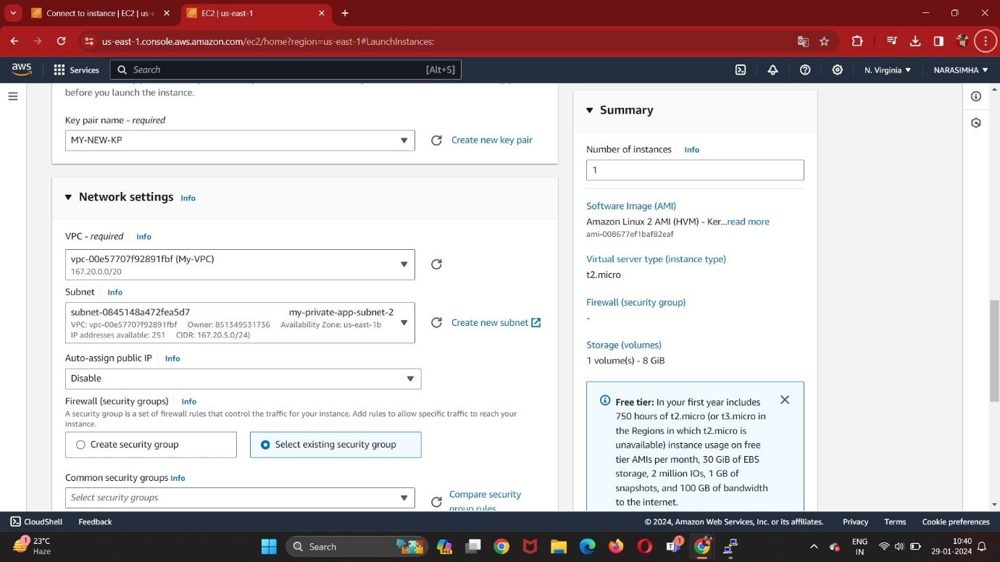 Connect to instance | EC2 | us-e
EC2 | us-east-1
us-east-1.console.aws.amazon.com/ec2/home?region=us-east-1#LaunchInstances:
aws
Services
Search
[Alt+S]
N. Virginia
NARASIMHA
before you launch the instance.
Key pair name - required
MY-NEW-KP
Create new key pair
Network settings Info
VPC - required Info
vpc-00e57707f92891fbf (My-VPC)
167.20.0.0/20
Subnet Info
subnet-0845148a472fea5d7 my-private-app-subnet-2
VPC: vpc-00e57707f92891fbf Owner: 851349531736 Availability Zone: us-east-1b
IP addresses available: 251 CIDR: 167.20.5.0/24)
Create new subnet
Auto-assign public IP Info
Disable
Firewall (security groups) Info
A security group is a set of firewall rules that control the traffic for your instance. Add rules to allow specific traffic to reach your
instance.
Create security group
Select existing security group
Common security groups Info
Select security groups
Compare security
group rules
Summary
Number of instances Info
1
Software Image (AMI)
Amazon Linux 2 AMI (HVM) - Ker...read more
ami-008677ef1baf82eaf
Virtual server type (instance type)
t2.micro
Firewall (security group)
-
Storage (volumes)
1 volume(s) - 8 GiB
Free tier: In your first year includes
750 hours of t2.micro (or t3.micro in
the Regions in which t2.micro is
unavailable) instance usage on free
tier AMIs per month, 30 GiB of EBS
storage, 2 million IOs, 1 GB of
snapshots, and 100 GB of bandwidth
to the internet.
CloudShell
Feedback
© 2024, Amazon Web Services, Inc. or its affiliates.
Privacy
Terms
Cookie preferences
1
23°C
Haze
Search
PRE
1
ENG
IN
10:40
29-01-2024